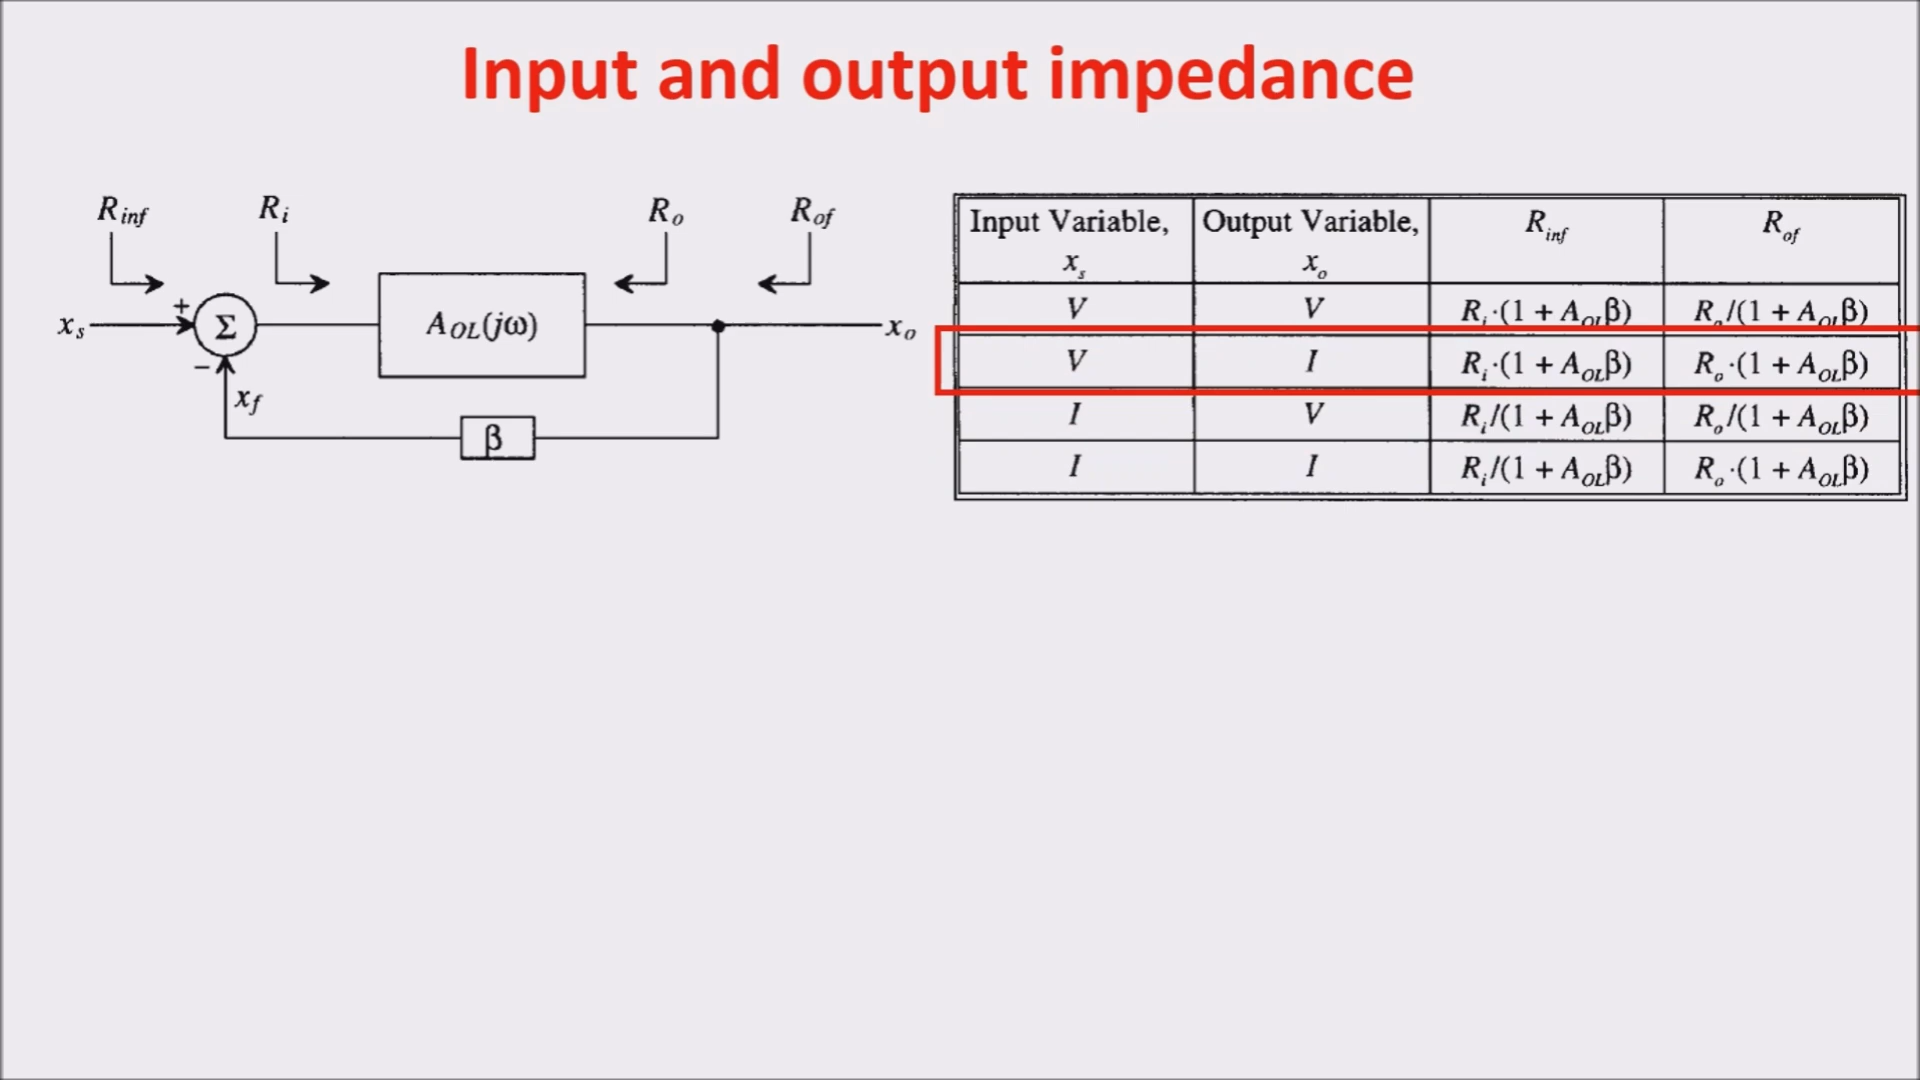 Input and output impedance
R_inf R_i R_o R_of
x_s + Σ A_OL(jω) x_o
−
x_f
β
Input Variable, x_s Output Variable, x_o R_inf R_of
V V R_i·(1 + A_OLβ) R_o/(1 + A_OLβ)
V I R_i·(1 + A_OLβ) R_o·(1 + A_OLβ)
I V R_i/(1 + A_OLβ) R_o/(1 + A_OLβ)
I I R_i/(1 + A_OLβ) R_o·(1 + A_OLβ)